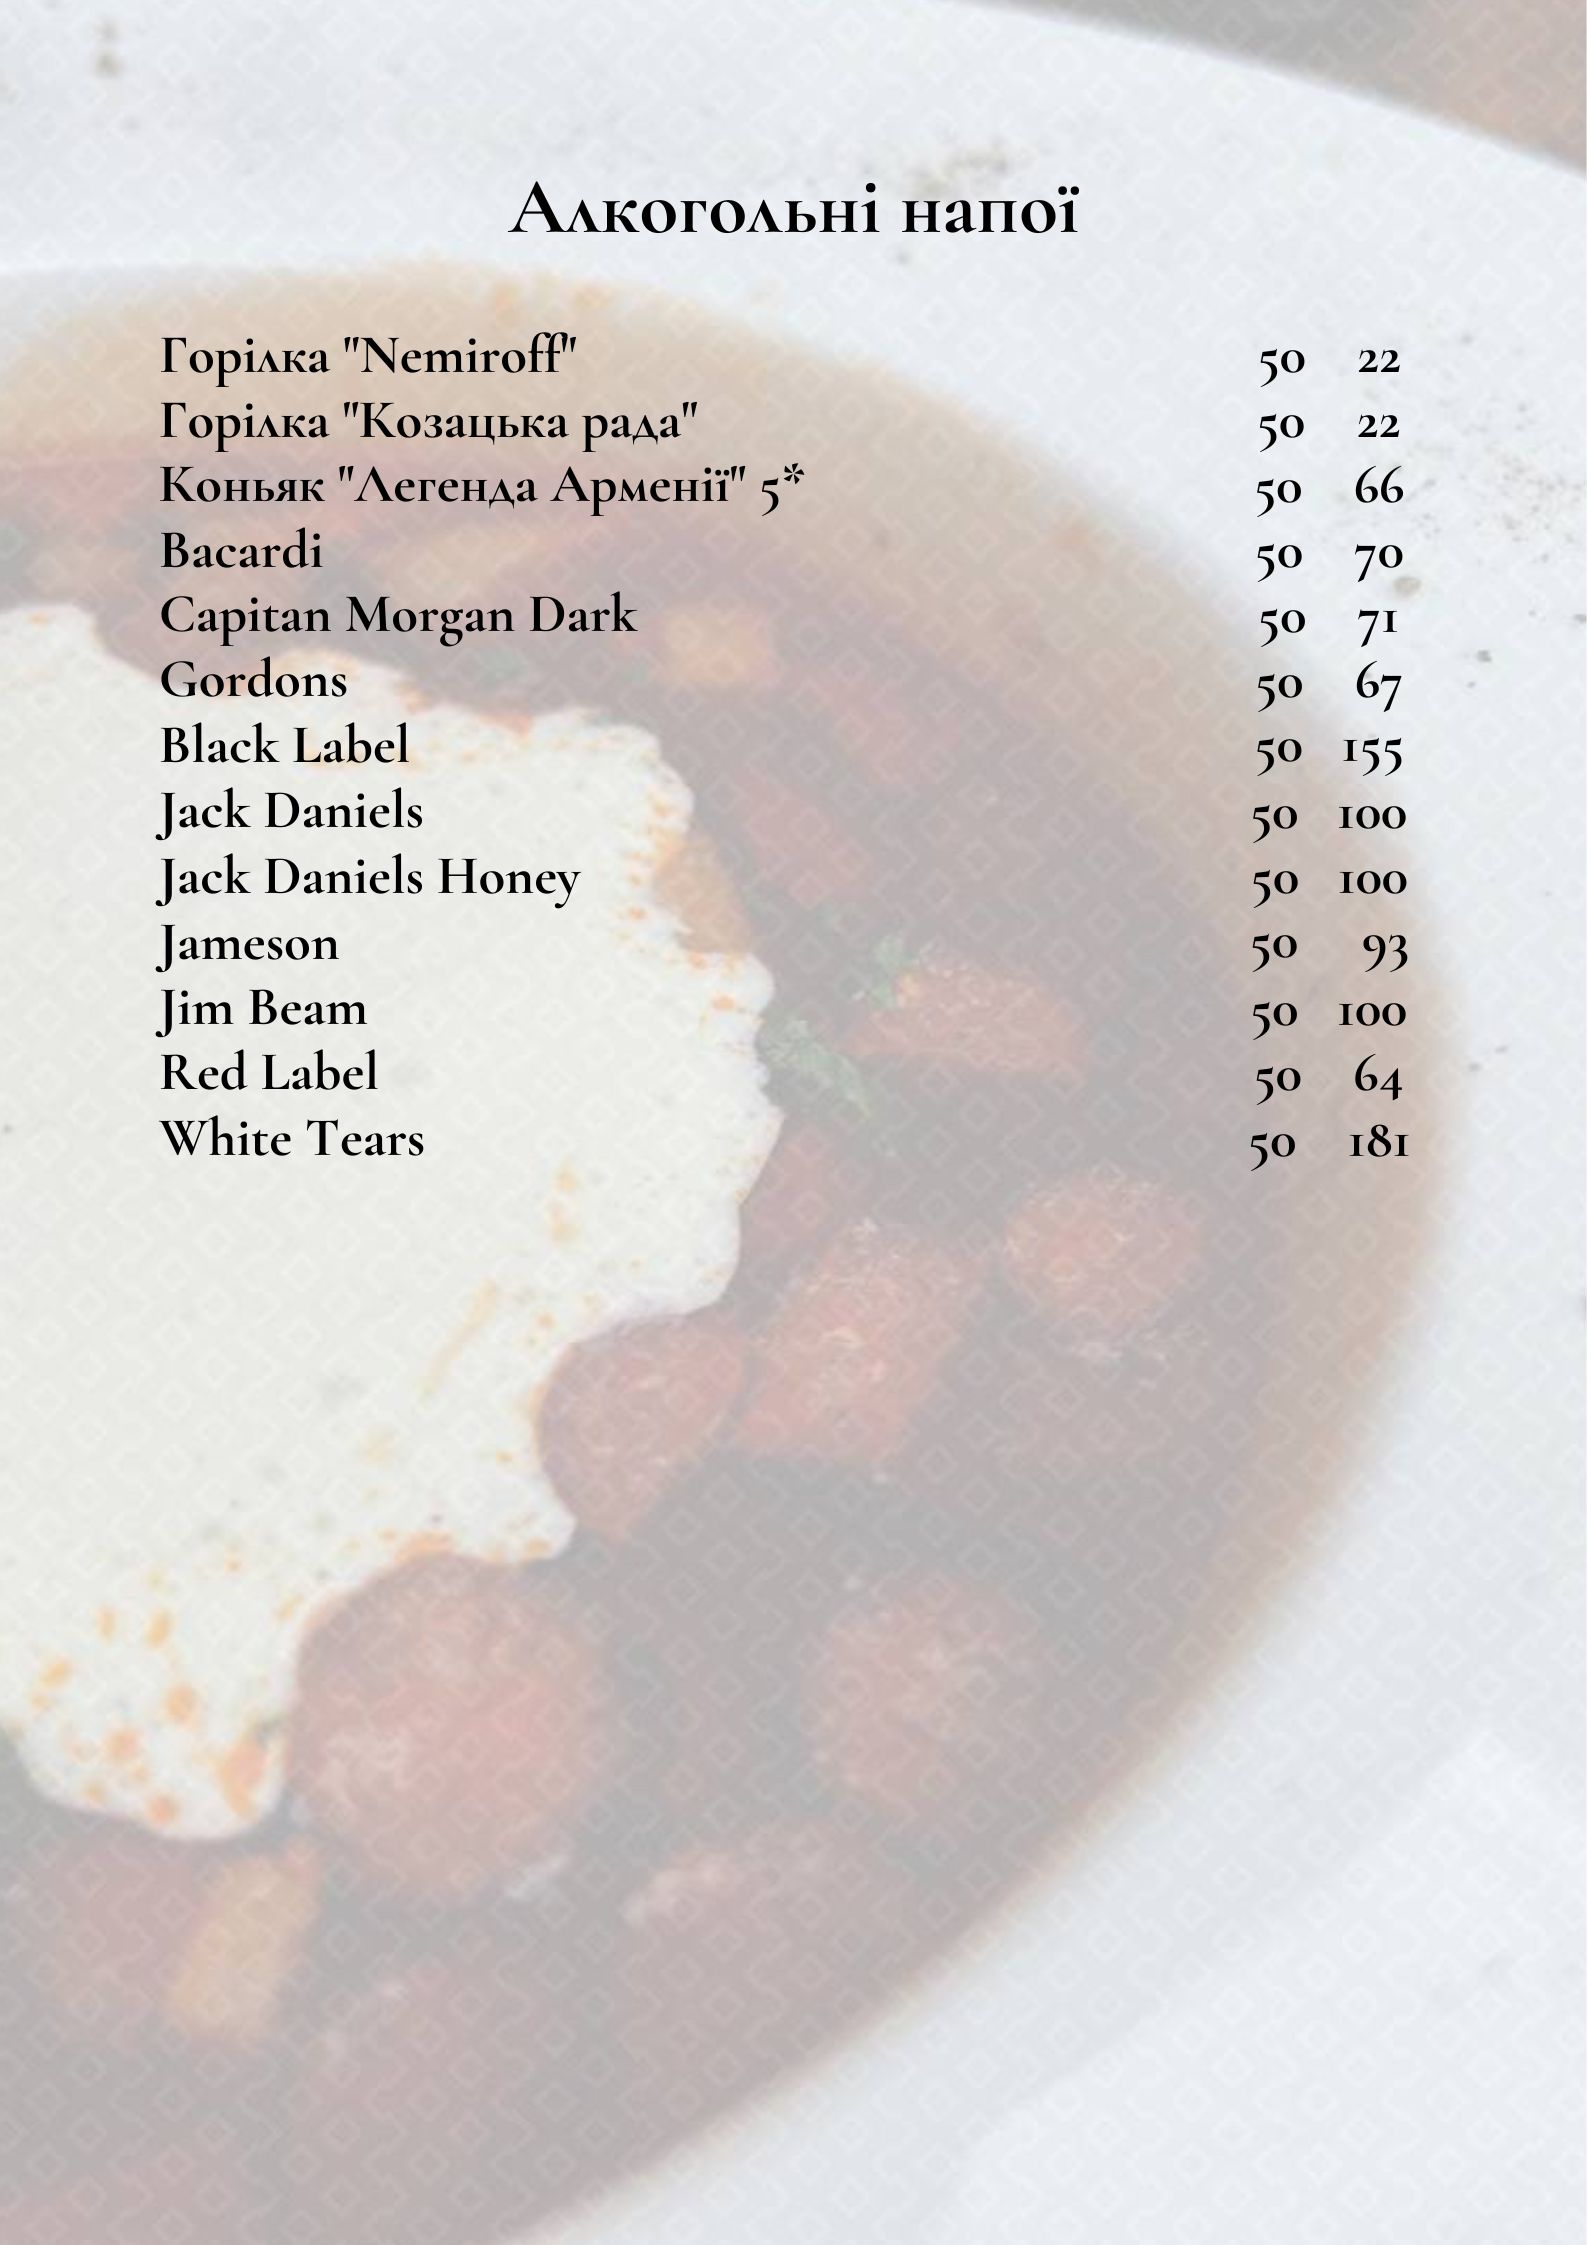 Алкогольні напої
Горілка "Nemiroff" 50 22
Горілка "Козацька рада" 50 22
Коньяк "Легенда Арменії" 5* 50 66
Bacardi 50 70
Capitan Morgan Dark 50 71
Gordons 50 67
Black Label 50 155
Jack Daniels 50 100
Jack Daniels Honey 50 100
Jameson 50 93
Jim Beam 50 100
Red Label 50 64
White Tears 50 181